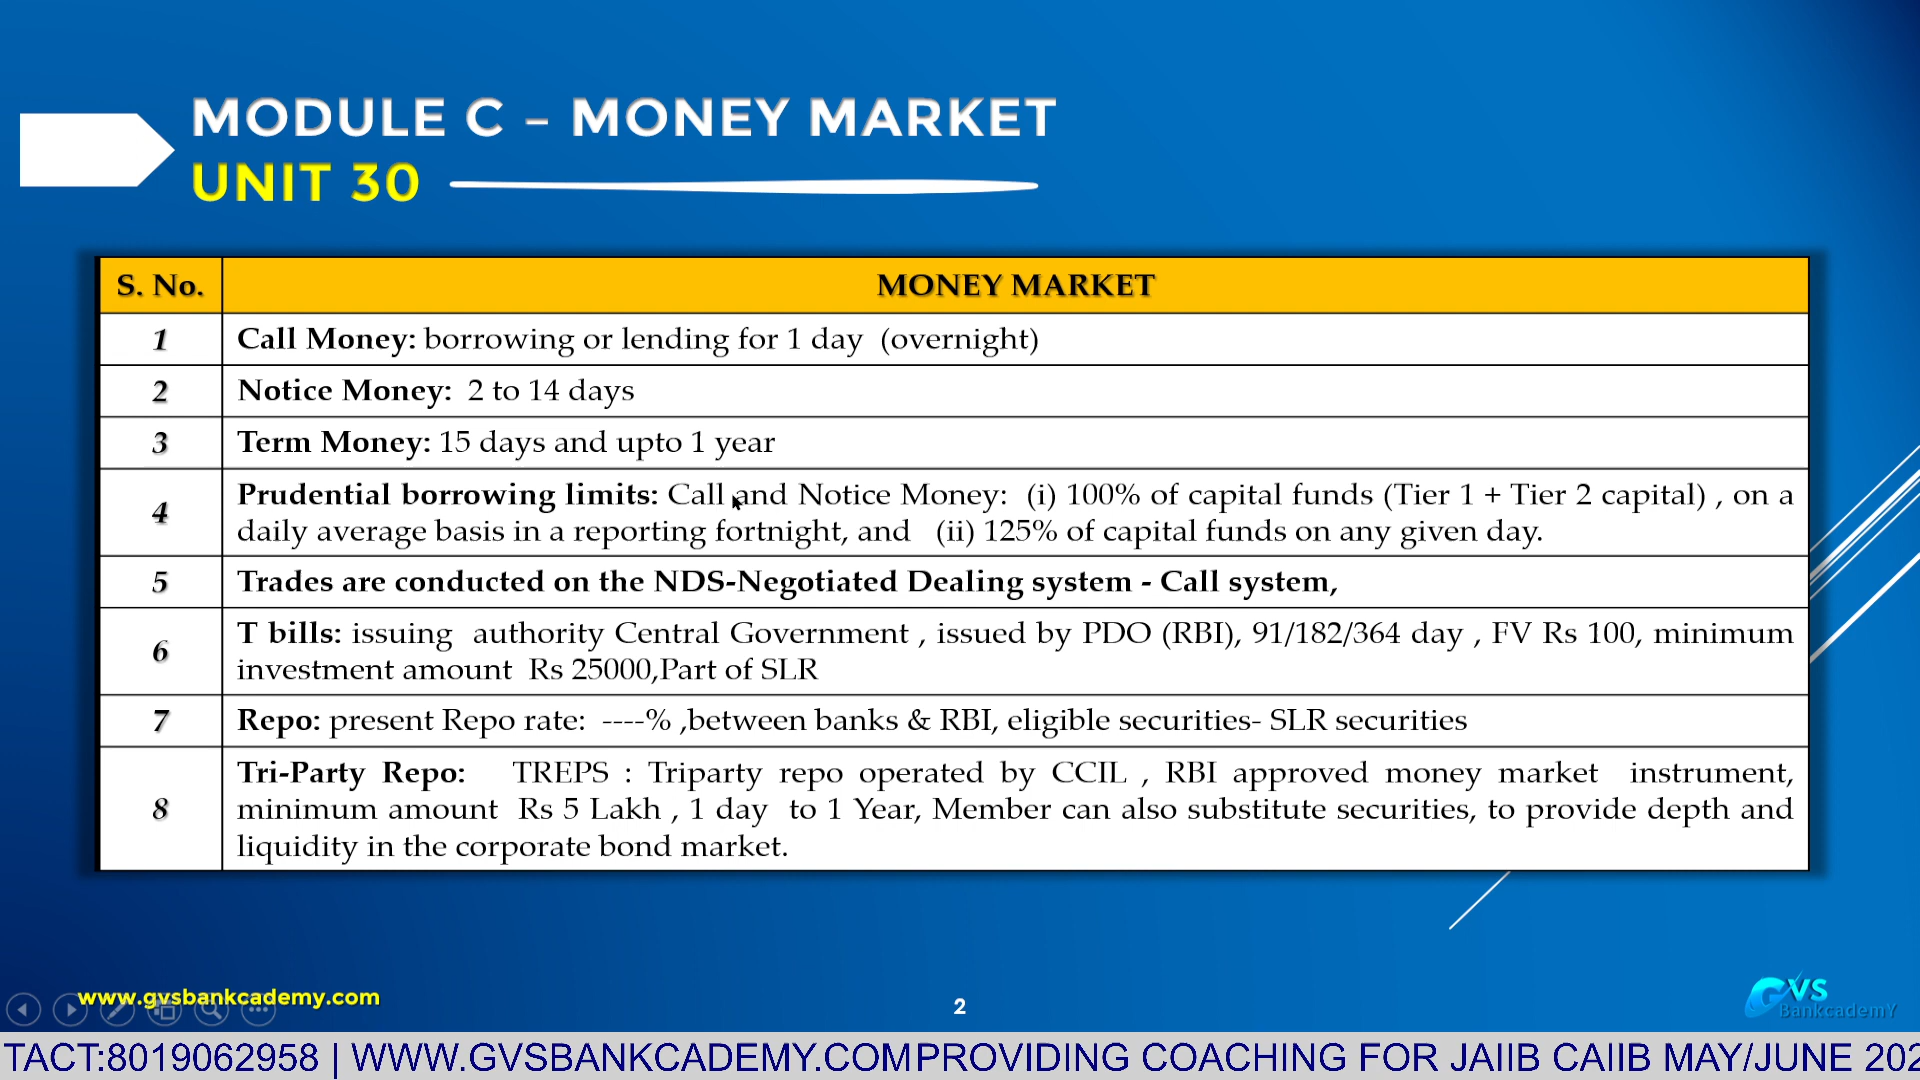 MODULE C – MONEY MARKET
UNIT 30
S. No. MONEY MARKET
1 Call Money: borrowing or lending for 1 day (overnight)
2 Notice Money: 2 to 14 days
3 Term Money: 15 days and upto 1 year
4 Prudential borrowing limits: Call and Notice Money: (i) 100% of capital funds (Tier 1 + Tier 2 capital) , on a
daily average basis in a reporting fortnight, and (ii) 125% of capital funds on any given day.
5 Trades are conducted on the NDS-Negotiated Dealing system - Call system,
6 T bills: issuing authority Central Government , issued by PDO (RBI), 91/182/364 day , FV Rs 100, minimum
investment amount Rs 25000,Part of SLR
7 Repo: present Repo rate: ----% ,between banks & RBI, eligible securities- SLR securities
8 Tri-Party Repo: TREPS : Triparty repo operated by CCIL , RBI approved money market instrument,
minimum amount Rs 5 Lakh , 1 day to 1 Year, Member can also substitute securities, to provide depth and
liquidity in the corporate bond market.
www.gvsbankcademy.com
2
GVS
BankcademY
TACT:8019062958 | WWW.GVSBANKCADEMY.COMPROVIDING COACHING FOR JAIIB CAIIB MAY/JUNE 202